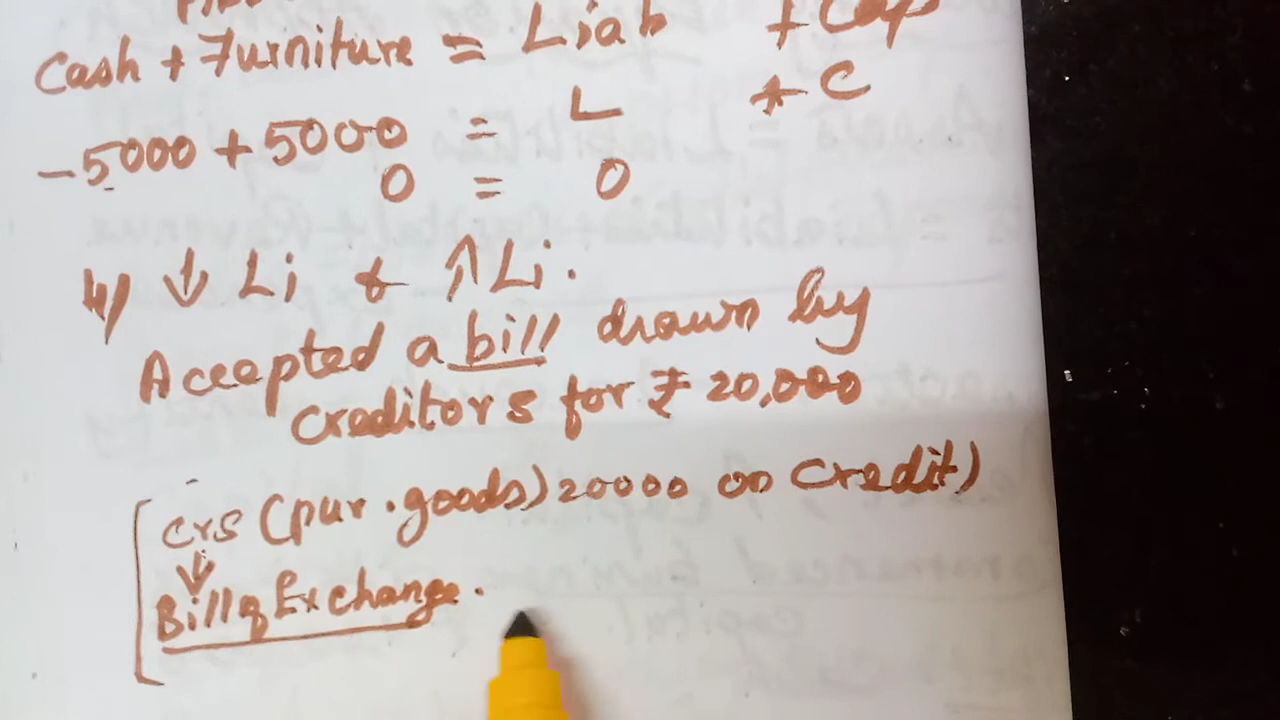 Cash + Furniture = Liab + Cap
-5000 + 5000 = L + C
0 = 0
4) ↓ Li & ↑ Li.
Accepted a bill drawn by
creditors for ₹ 20,000
crs (pur. goods) 20000 on credit)
↓
Bill of Exchange.